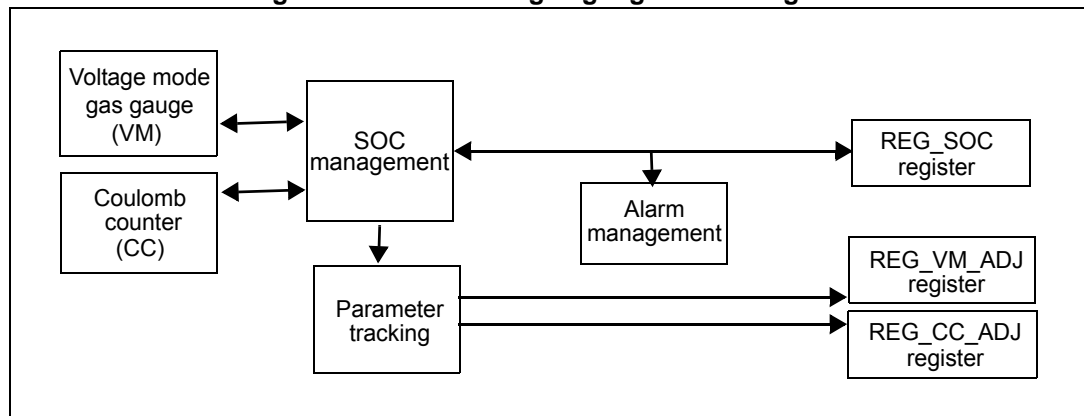 Voltage mode
gas gauge
(VM)
Coulomb
counter
(CC)
SOC
management
Parameter
tracking
Alarm
management
REG_SOC
register
REG_VM_ADJ
register
REG_CC_ADJ
register